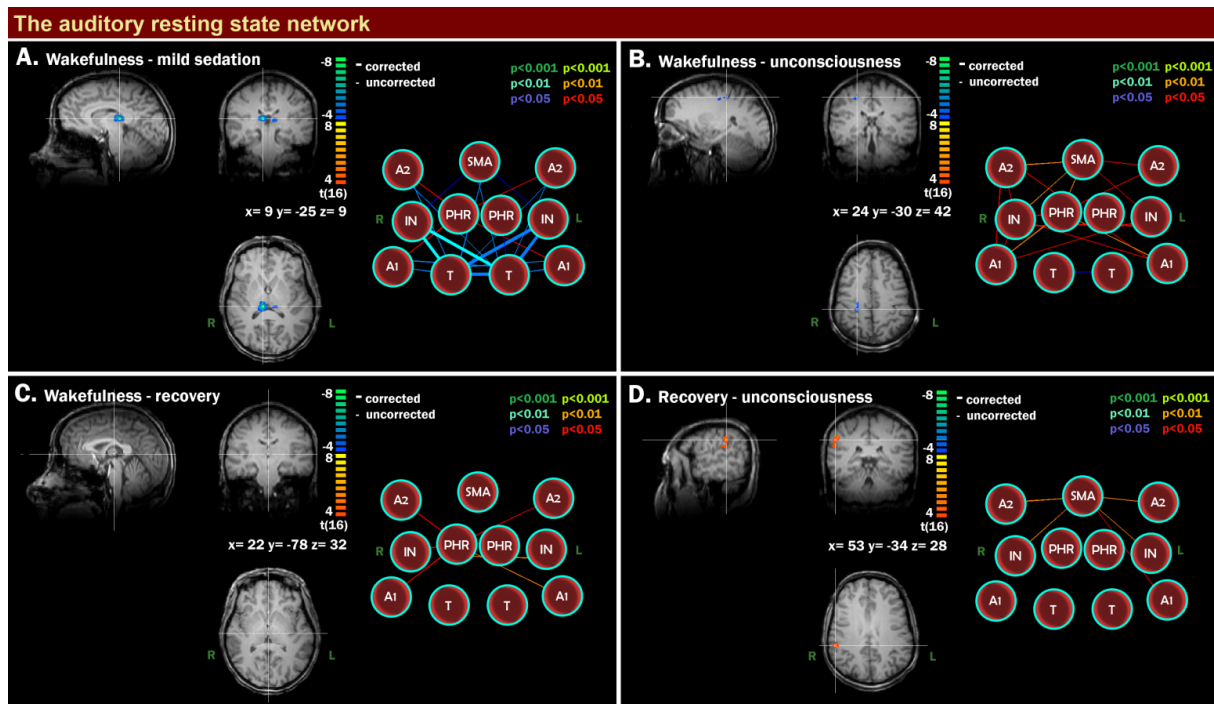 The auditory resting state network
A. Wakefulness - mild sedation
-8
-4
8
4
t(16)
- corrected
- uncorrected
p<0.001 p<0.001
p<0.01 p<0.01
p<0.05 p<0.05
x= 9 y= -25 z= 9
A2 SMA A2
R IN PHR PHR IN L
A1 T T A1
R L
B. Wakefulness - unconsciousness
-8
-4
8
4
t(16)
- corrected
- uncorrected
p<0.001 p<0.001
p<0.01 p<0.01
p<0.05 p<0.05
x= 24 y= -30 z= 42
A2 SMA A2
R IN PHR PHR IN L
A1 T T A1
R L
C. Wakefulness - recovery
-8
-4
8
4
t(16)
- corrected
- uncorrected
p<0.001 p<0.001
p<0.01 p<0.01
p<0.05 p<0.05
x= 22 y= -78 z= 32
A2 SMA A2
R IN PHR PHR IN L
A1 T T A1
R L
D. Recovery - unconsciousness
-8
-4
8
4
t(16)
- corrected
- uncorrected
p<0.001 p<0.001
p<0.01 p<0.01
p<0.05 p<0.05
x= 53 y= -34 z= 28
A2 SMA A2
R IN PHR PHR IN L
A1 T T A1
R L